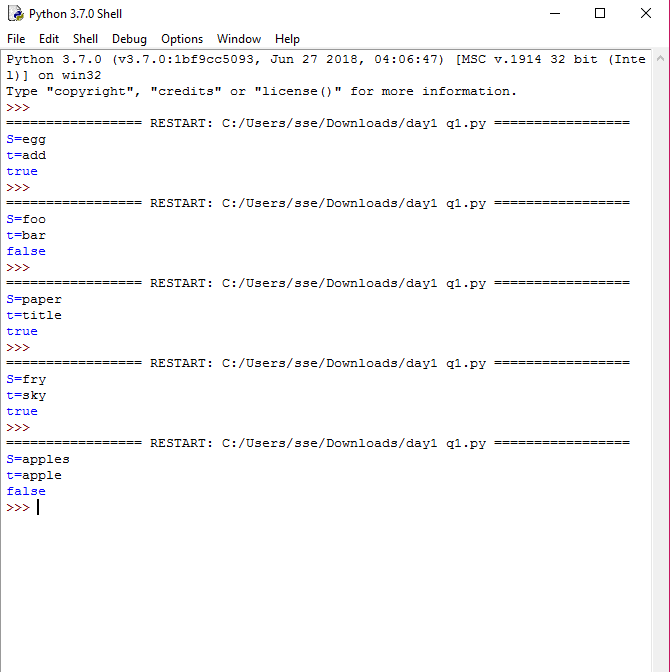 Python 3.7.0 Shell
File Edit Shell Debug Options Window Help
Python 3.7.0 (v3.7.0:1bf9cc5093, Jun 27 2018, 04:06:47) [MSC v.1914 32 bit (Inte
l)] on win32
Type "copyright", "credits" or "license()" for more information.
>>>
================= RESTART: C:/Users/sse/Downloads/day1 q1.py =================
S=egg
t=add
true
>>>
================= RESTART: C:/Users/sse/Downloads/day1 q1.py =================
S=foo
t=bar
false
>>>
================= RESTART: C:/Users/sse/Downloads/day1 q1.py =================
S=paper
t=title
true
>>>
================= RESTART: C:/Users/sse/Downloads/day1 q1.py =================
S=fry
t=sky
true
>>>
================= RESTART: C:/Users/sse/Downloads/day1 q1.py =================
S=apples
t=apple
false
>>>